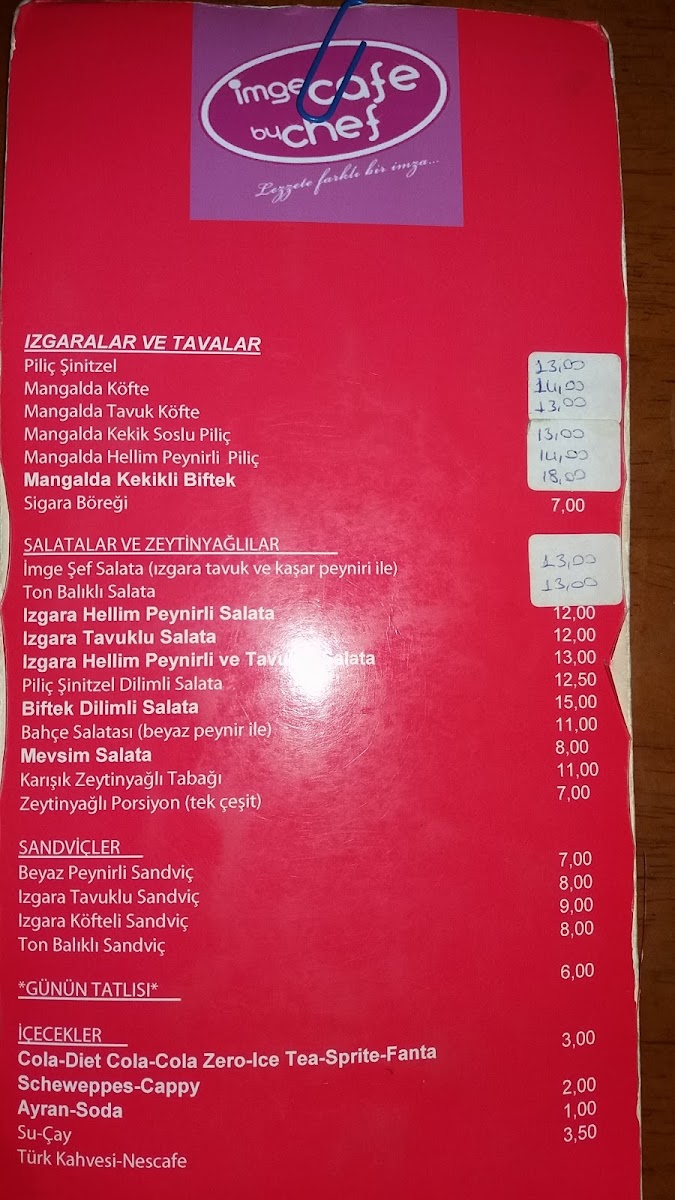 imge cafe
by chef
Lezzete farklı bir imza...
IZGARALAR VE TAVALAR
Piliç Şinitzel 13,00
Mangalda Köfte 14,00
Mangalda Tavuk Köfte 13,00
Mangalda Kekik Soslu Piliç 13,00
Mangalda Hellim Peynirli Piliç 14,00
Mangalda Kekikli Biftek 18,00
Sigara Böreği 7,00
SALATALAR VE ZEYTİNYAĞLILAR
İmge Şef Salata (ızgara tavuk ve kaşar peyniri ile) 13,00
Ton Balıklı Salata 13,00
Izgara Hellim Peynirli Salata 12,00
Izgara Tavuklu Salata 12,00
Izgara Hellim Peynirli ve Salata 13,00
Piliç Şinitzel Dilimli Salata 12,50
Biftek Dilimli Salata 15,00
Bahçe Salatası (beyaz peynir ile) 11,00
Mevsim Salata 8,00
Karışık Zeytinyağlı Tabağı 11,00
Zeytinyağlı Porsiyon (tek çeşit) 7,00
SANDVİÇLER
Beyaz Peynirli Sandviç 7,00
Izgara Tavuklu Sandviç 8,00
Izgara Köfteli Sandviç 9,00
Ton Balıklı Sandviç 8,00
*GÜNÜN TATLISI* 6,00
İÇECEKLER
Cola-Diet Cola-Cola Zero-Ice Tea-Sprite-Fanta 3,00
Scheweppes-Cappy
Ayran-Soda 2,00
Su-Çay 1,00
Türk Kahvesi-Nescafe 3,50